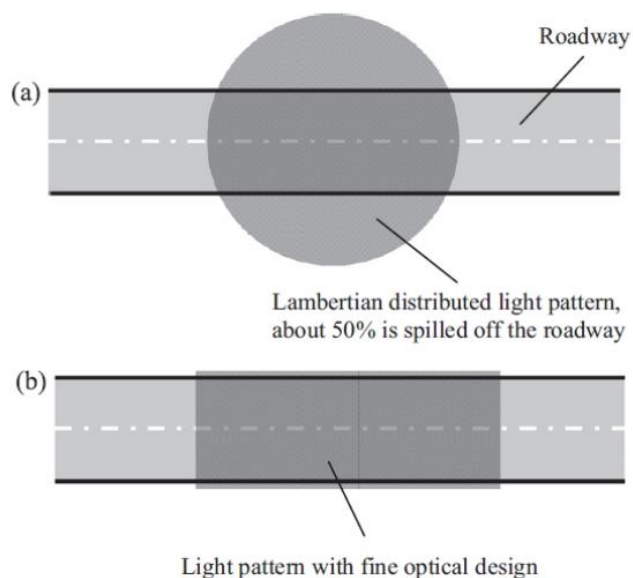 Roadway
(a)
Lambertian distributed light pattern,
about 50% is spilled off the roadway
(b)
Light pattern with fine optical design